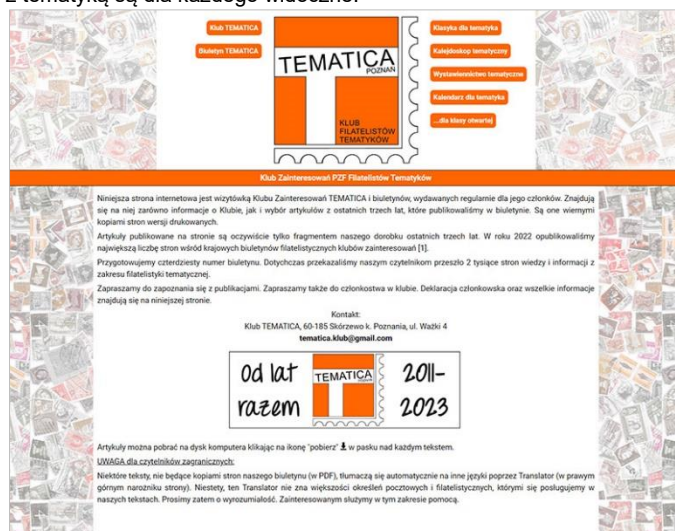 z tematyką są dla każdego widoczne.
Klub TEMATICA
Biuletyn TEMATICA
TEMATICA
POZNAŃ
KLUB
FILATELISTÓW
TEMATYKÓW
Klasyka dla tematyka
Kalejdoskop tematyczny
Wystawiennictwo tematyczne
Kalendarz dla tematyka
...dla klasy otwartej
Klub Zainteresowań PZF Filatelistów Tematyków
Niniejsza strona internetowa jest wizytówką Klubu Zainteresowań TEMATICA i biuletynów, wydawanych regularnie dla jego członków. Znajdują
się na niej zarówno informacje o Klubie, jak i wybór artykułów z ostatnich trzech lat, które publikowaliśmy w biuletynie. Są one wiernymi
kopiami stron wersji drukowanych.
Artykuły publikowane na stronie są oczywiście tylko fragmentem naszego dorobku ostatnich trzech lat. W roku 2022 opublikowaliśmy
największą liczbę stron wśród krajowych biuletynów filatelistycznych klubów zainteresowań [1].
Przygotowujemy czterdziesty numer biuletynu. Dotychczas przekazaliśmy naszym czytelnikom przeszło 2 tysiące stron wiedzy i informacji z
zakresu filatelistyki tematycznej.
Zapraszamy do zapoznania się z publikacjami. Zapraszamy także do członkostwa w klubie. Deklaracja członkowska oraz wszelkie informacje
znajdują się na niniejszej stronie.
Kontakt:
Klub TEMATICA, 60-185 Skórzewo k. Poznania, ul. Ważki 4
tematica.klub@gmail.com
od lat
razem
TEMATICA
POZNAŃ
2011-
2023
Artykuły można pobrać na dysk komputera klikając na ikonę "pobierz" w pasku nad każdym tekstem.
UWAGA dla czytelników zagranicznych:
Niektóre teksty, nie będące kopiami stron naszego biuletynu (w PDF), tłumaczą się automatycznie na inne języki poprzez Translator (w prawym
górnym narożniku strony). Niestety, ten Translator nie zna większości określeń pocztowych i filatelistycznych, którymi się posługujemy w
naszych tekstach. Prosimy zatem o wyrozumiałość. Zainteresowanym służymy w tym zakresie pomocą.